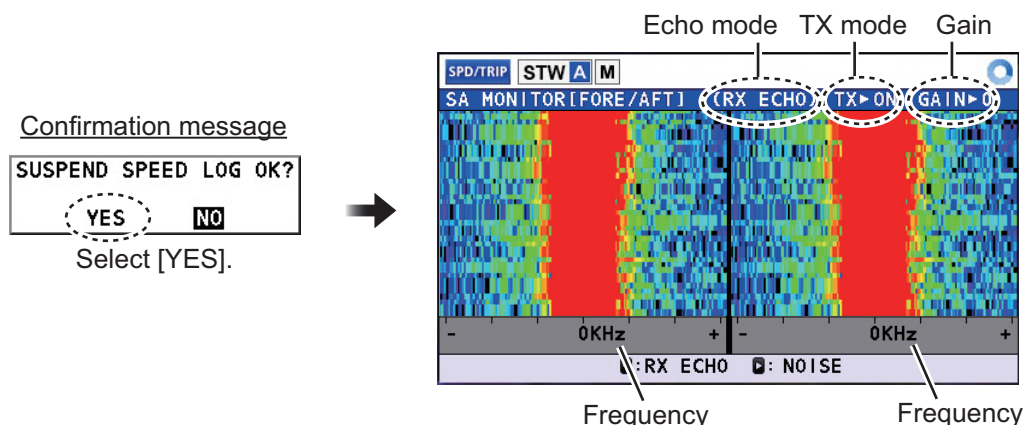 Echo mode TX mode Gain
SPD/TRIP STW A M
SA MONITOR[FORE/AFT] (RX ECHO) TX▶ON GAIN▶0
Confirmation message
SUSPEND SPEED LOG OK?
YES NO
Select [YES].
- 0KHz + - 0KHz +
:RX ECHO ▶: NOISE
Frequency Frequency